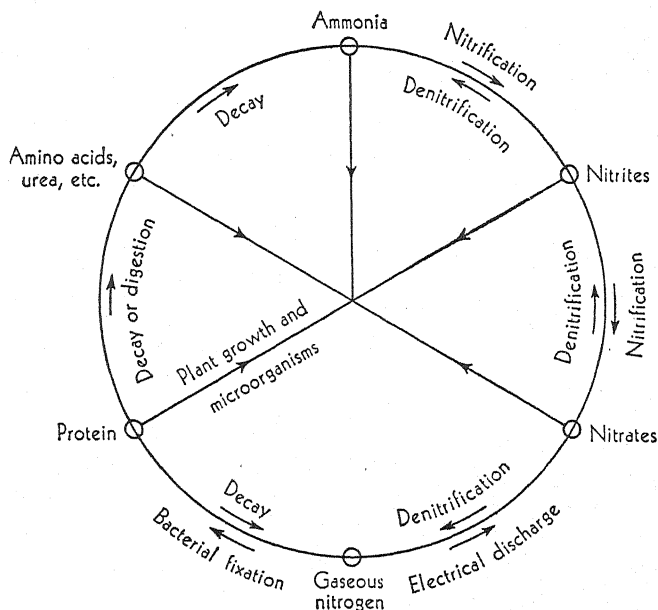 Ammonia
Nitrification
Denitrification
Decay
Amino acids,
urea, etc.
Nitrites
Decay or digestion
Denitrification
Nitrification
Plant growth and
microorganisms
Protein
Nitrates
Decay
Bacterial fixation
Denitrification
Electrical discharge
Gaseous
nitrogen